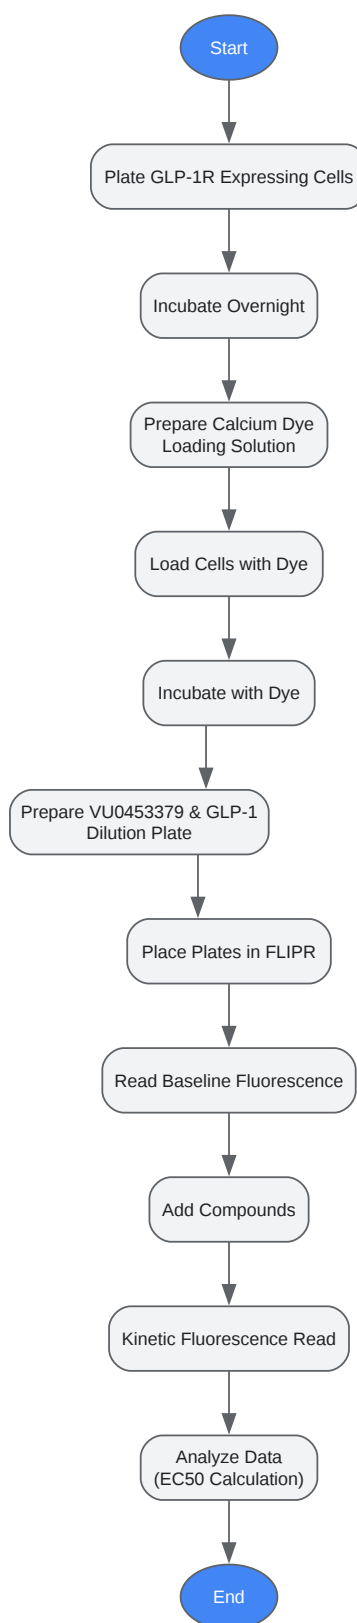 Start
Plate GLP-1R Expressing Cells
Incubate Overnight
Prepare Calcium Dye
Loading Solution
Load Cells with Dye
Incubate with Dye
Prepare VU0453379 & GLP-1
Dilution Plate
Place Plates in FLIPR
Read Baseline Fluorescence
Add Compounds
Kinetic Fluorescence Read
Analyze Data
(EC50 Calculation)
End